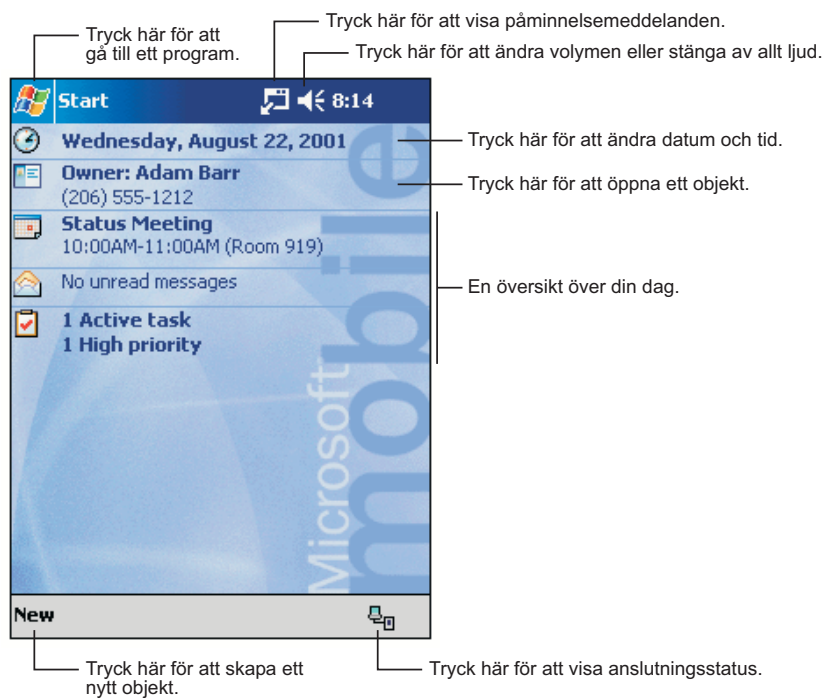 Tryck här för att visa påminnelsemeddelanden.
Tryck här för att
gå till ett program.
Tryck här för att ändra volymen eller stänga av allt ljud.
Start
8:14
Wednesday, August 22, 2001
Tryck här för att ändra datum och tid.
Owner: Adam Barr
(206) 555-1212
Tryck här för att öppna ett objekt.
Status Meeting
10:00AM-11:00AM (Room 919)
No unread messages
En översikt över din dag.
1 Active task
1 High priority
Microsoft
mobile
New
Tryck här för att skapa ett
nytt objekt.
Tryck här för att visa anslutningsstatus.